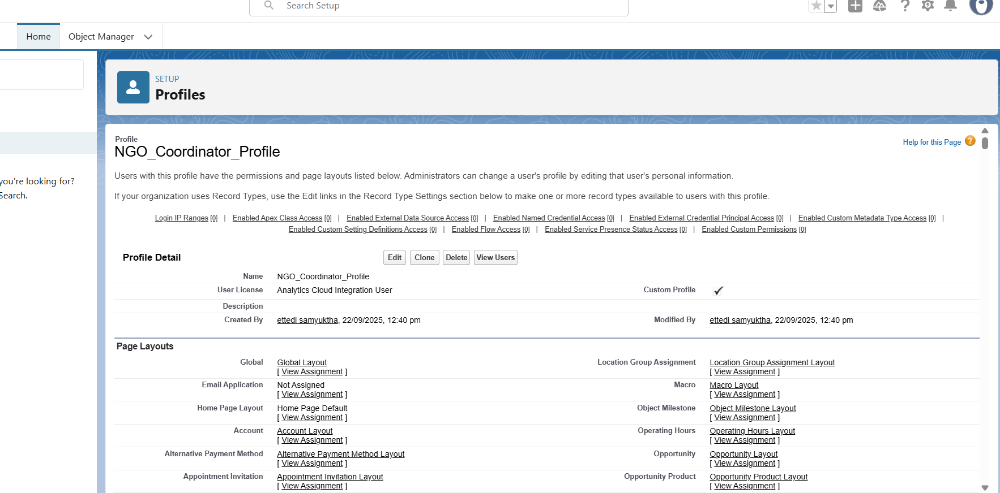 Search Setup
Home
Object Manager
SETUP
Profiles
you're looking for?
Search.
Profile
NGO_Coordinator_Profile
Help for this Page ?
Users with this profile have the permissions and page layouts listed below. Administrators can change a user's profile by editing that user's personal information.
If your organization uses Record Types, use the Edit links in the Record Type Settings section below to make one or more record types available to users with this profile.
Login IP Ranges [0] | Enabled Apex Class Access [0] | Enabled External Data Source Access [0] | Enabled Named Credential Access [0] | Enabled External Credential Principal Access [0] | Enabled Custom Metadata Type Access [0] |
Enabled Custom Setting Definitions Access [0] | Enabled Flow Access [0] | Enabled Service Presence Status Access [0] | Enabled Custom Permissions [0]
Profile Detail Edit Clone Delete View Users
Name NGO_Coordinator_Profile
User License Analytics Cloud Integration User Custom Profile ✓
Description
Created By ettedi samyuktha, 22/09/2025, 12:40 pm Modified By ettedi samyuktha, 22/09/2025, 12:40 pm
Page Layouts
Global Global Layout Location Group Assignment Location Group Assignment Layout
[ View Assignment ] [ View Assignment ]
Email Application Not Assigned Macro Macro Layout
[ View Assignment ] [ View Assignment ]
Home Page Layout Home Page Default Object Milestone Object Milestone Layout
[ View Assignment ] [ View Assignment ]
Account Account Layout Operating Hours Operating Hours Layout
[ View Assignment ] [ View Assignment ]
Alternative Payment Method Alternative Payment Method Layout Opportunity Opportunity Layout
[ View Assignment ] [ View Assignment ]
Appointment Invitation Appointment Invitation Layout Opportunity Product Opportunity Product Layout
[ View Assignment ] [ View Assignment ]